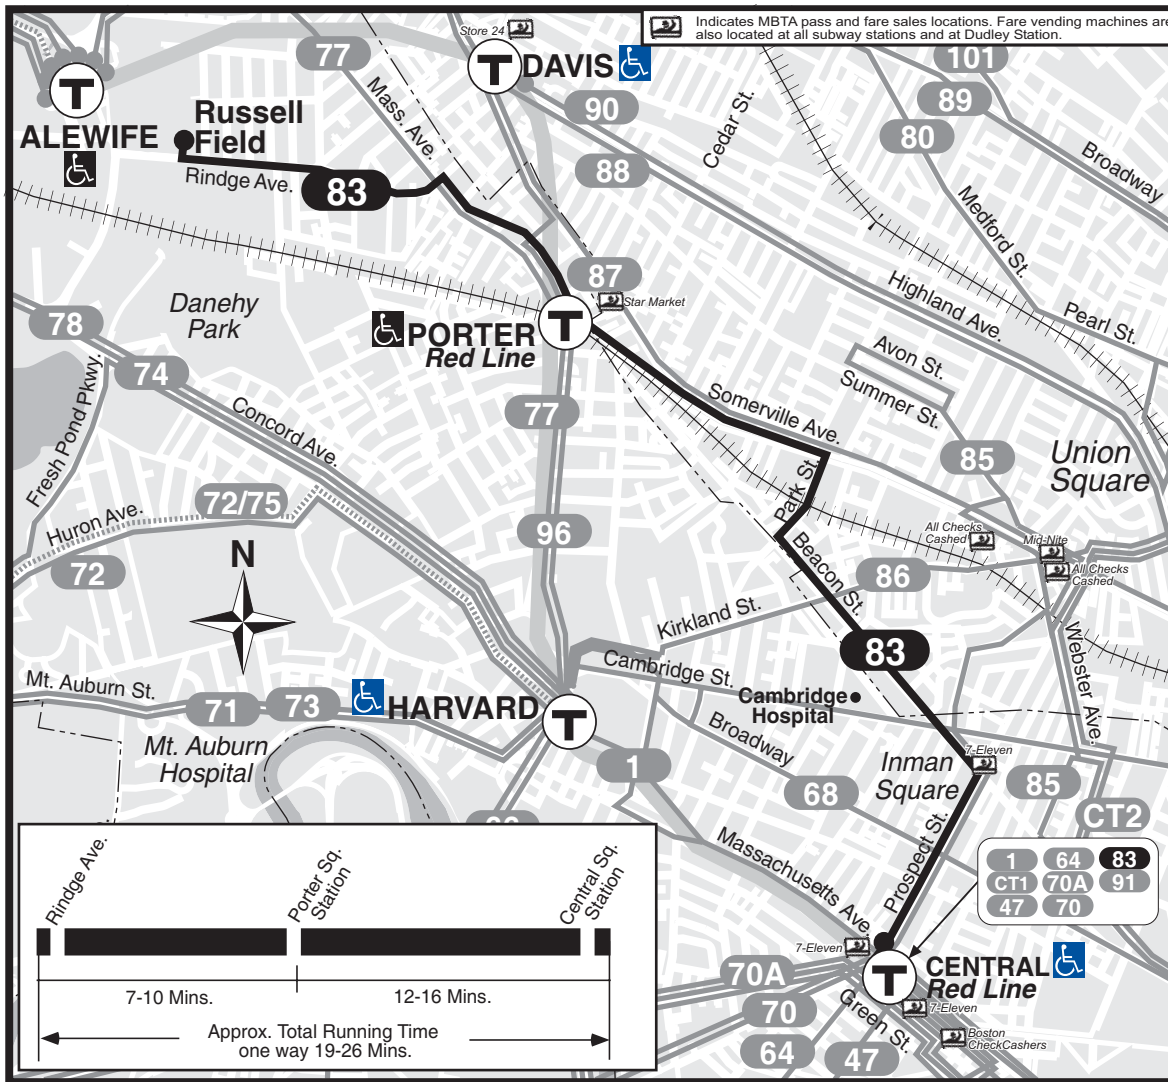 Indicates MBTA pass and fare sales locations. Fare vending machines are
also located at all subway stations and at Dudley Station.
Store 24
77
T
DAVIS
101
89
80
90
T
ALEWIFE
Russell
Field
Rindge Ave.
83
Mass. Ave.
88
Cedar St.
Broadway
Medford St.
87
Star Market
Danehy
Park
T
PORTER
Red Line
Highland Ave.
Pearl St.
78
74
Fresh Pond Pkwy.
Concord Ave.
77
Somerville Ave.
Avon St.
Summer St.
85
Union
Square
Huron Ave.
72/75
72
96
Park St.
Beacon St.
All Checks
Cashed
Mid-Nite
All Checks
Cashed
86
N
Kirkland St.
83
Webster Ave.
Cambridge St.
Mt. Auburn St.
71
73
HARVARD
T
Cambridge
Hospital
Broadway
Mt. Auburn
Hospital
1
68
7-Eleven
Inman
Square
85
CT2
Massachusetts Ave.
Prospect St.
1
64
83
CT1
70A
91
47
70
7-Eleven
T
CENTRAL
Red Line
70A
70
64
47
Green St.
7-Eleven
Boston
CheckCashers
Rindge Ave.
Porter Sq.
Station
Central Sq.
Station
7-10 Mins.
12-16 Mins.
Approx. Total Running Time
one way 19-26 Mins.